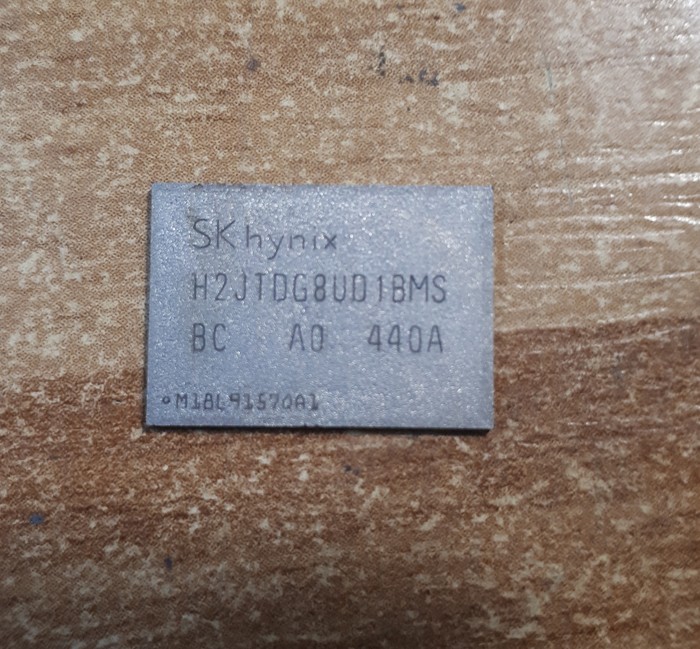 SK hynix
H2JTDG8UD1BMS
BC A0 440A
M18L91570A1